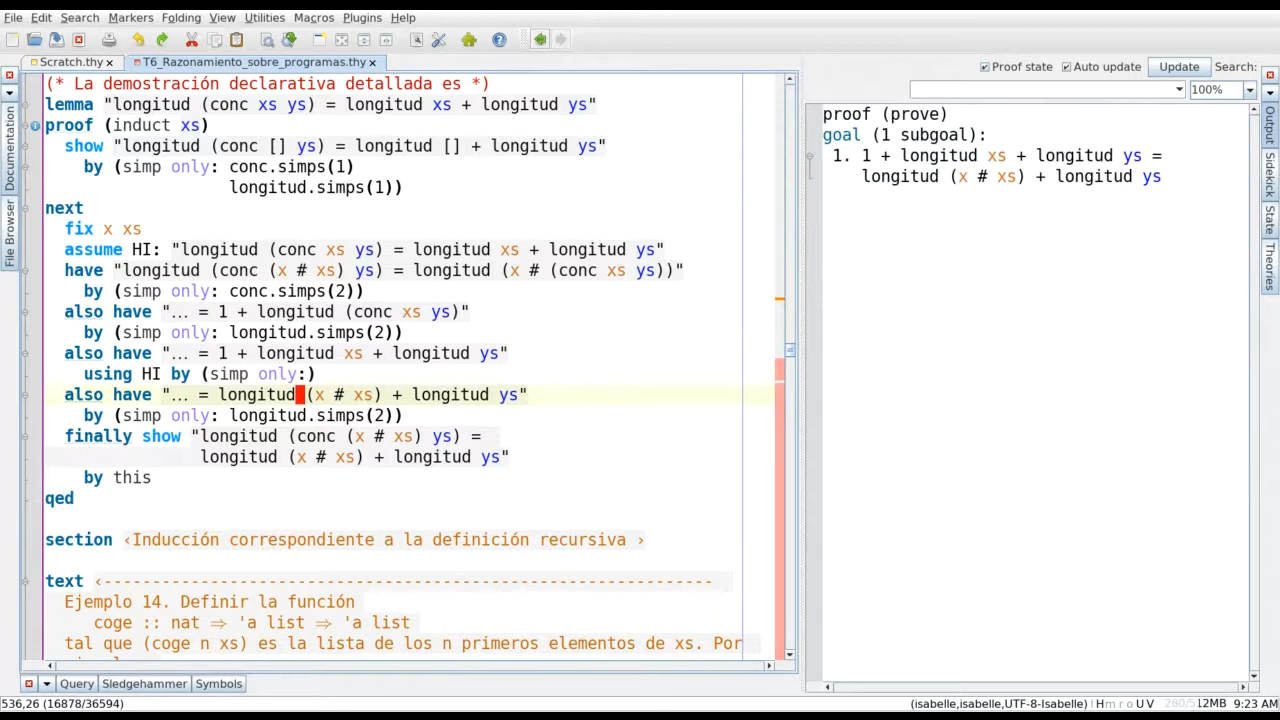 File Edit Search Markers Folding View Utilities Macros Plugins Help
Scratch.thy T6_Razonamiento_sobre_programas.thy
Proof state Auto update Update Search:
100%
Documentation
File Browser
(* La demostración declarativa detallada es *)
lemma "longitud (conc xs ys) = longitud xs + longitud ys"
proof (induct xs)
show "longitud (conc [] ys) = longitud [] + longitud ys"
by (simp only: conc.simps(1)
longitud.simps(1))
next
fix x xs
assume HI: "longitud (conc xs ys) = longitud xs + longitud ys"
have "longitud (conc (x # xs) ys) = longitud (x # (conc xs ys))"
by (simp only: conc.simps(2))
also have "... = 1 + longitud (conc xs ys)"
by (simp only: longitud.simps(2))
also have "... = 1 + longitud xs + longitud ys"
using HI by (simp only:)
also have "... = longitud (x # xs) + longitud ys"
by (simp only: longitud.simps(2))
finally show "longitud (conc (x # xs) ys) =
longitud (x # xs) + longitud ys"
by this
qed
section ‹Inducción correspondiente a la definición recursiva ›
text ‹---------------------------------------------------------------
Ejemplo 14. Definir la función
coge :: nat ⇒ 'a list ⇒ 'a list
tal que (coge n xs) es la lista de los n primeros elementos de xs. Por
proof (prove)
goal (1 subgoal):
1. 1 + longitud xs + longitud ys =
longitud (x # xs) + longitud ys
Output
Sidekick
State
Theories
Query Sledgehammer Symbols
536,26 (16878/36594)
(isabelle,isabelle,UTF-8-Isabelle) | H m r o U V
9:23 AM